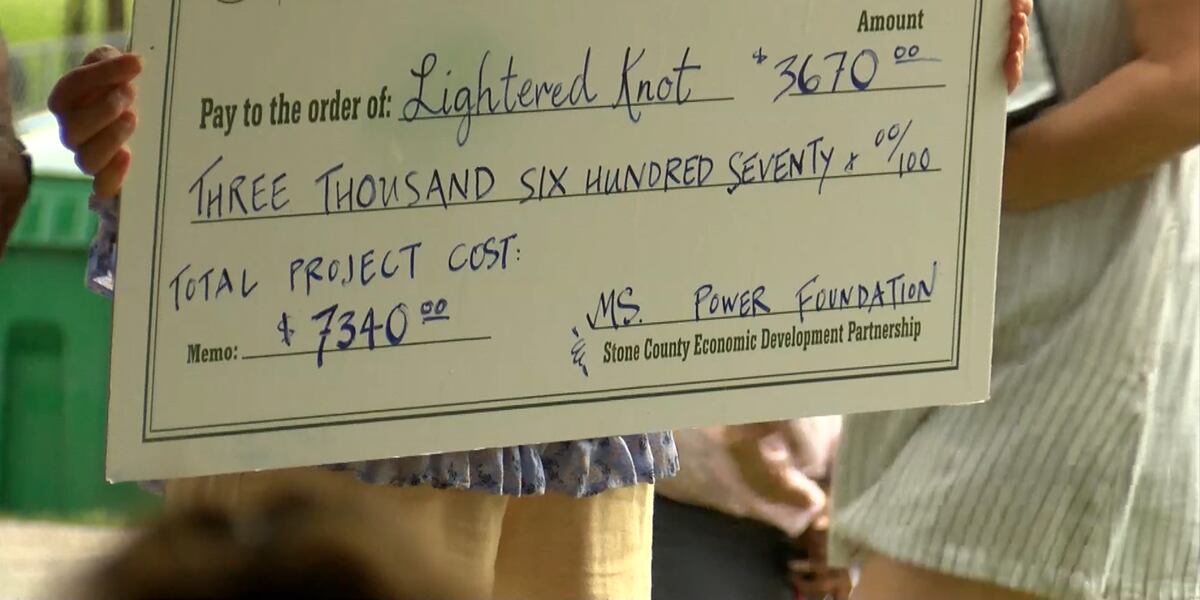 Amount
Pay to the order of: Lightered Knot $3670 00
THREE THOUSAND SIX HUNDRED SEVENTY & 00/100
TOTAL PROJECT COST:
Memo: $7340 00
MS. POWER FOUNDATION
& Stone County Economic Development Partnership